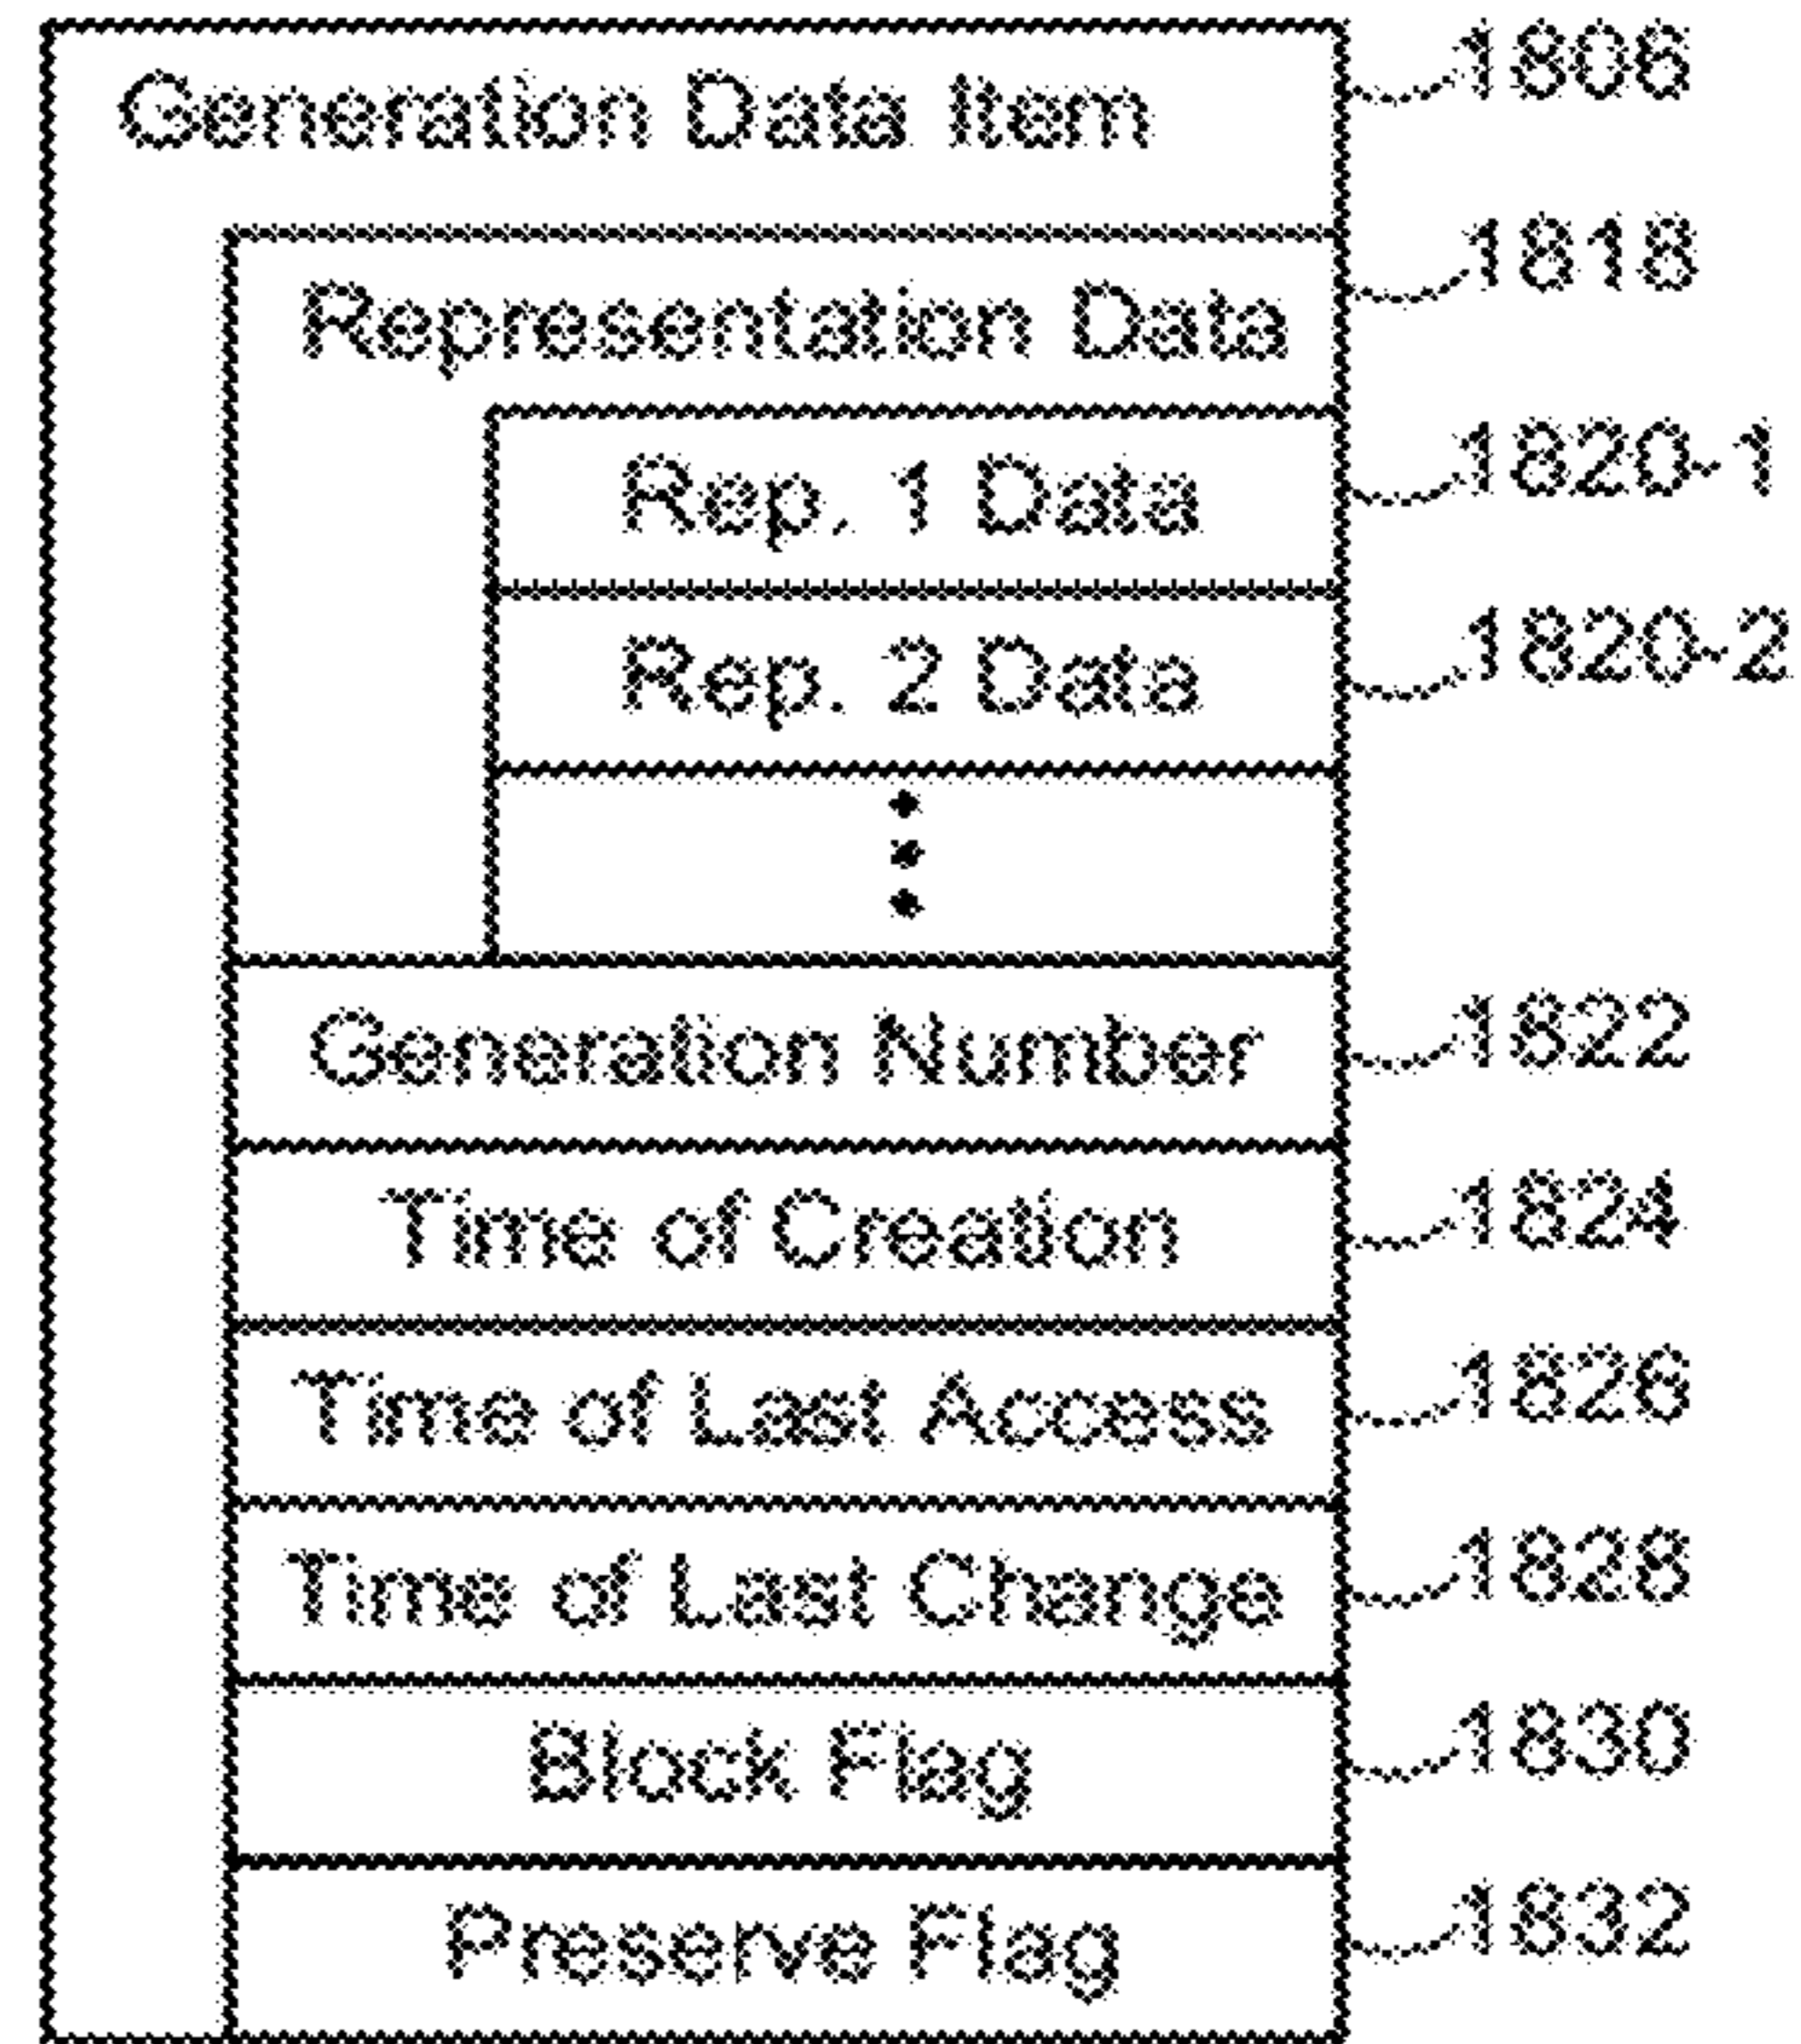 Generation Data Item 1806
Representation Data 1818
Rep. 1 Data 1820-1
Rep. 2 Data 1820-2
Generation Number 1822
Time of Creation 1824
Time of Last Access 1826
Time of Last Change 1828
Block Flag 1830
Preserve Flag 1832